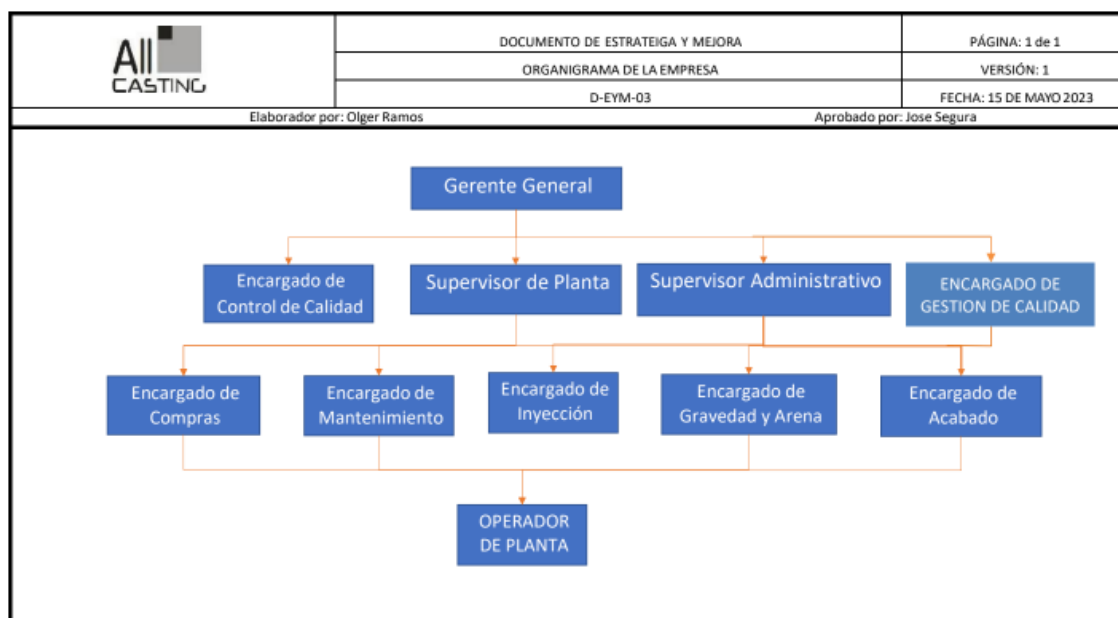 All
CASTING
DOCUMENTO DE ESTRATEIGA Y MEJORA
PÁGINA: 1 de 1
ORGANIGRAMA DE LA EMPRESA
VERSIÓN: 1
D-EYM-03
FECHA: 15 DE MAYO 2023
Elaborador por: Olger Ramos
Aprobado por: Jose Segura
Gerente General
Encargado de
Control de Calidad
Supervisor de Planta
Supervisor Administrativo
ENCARGADO DE
GESTION DE CALIDAD
Encargado de
Compras
Encargado de
Mantenimiento
Encargado de
Inyección
Encargado de
Gravedad y Arena
Encargado de
Acabado
OPERADOR
DE PLANTA